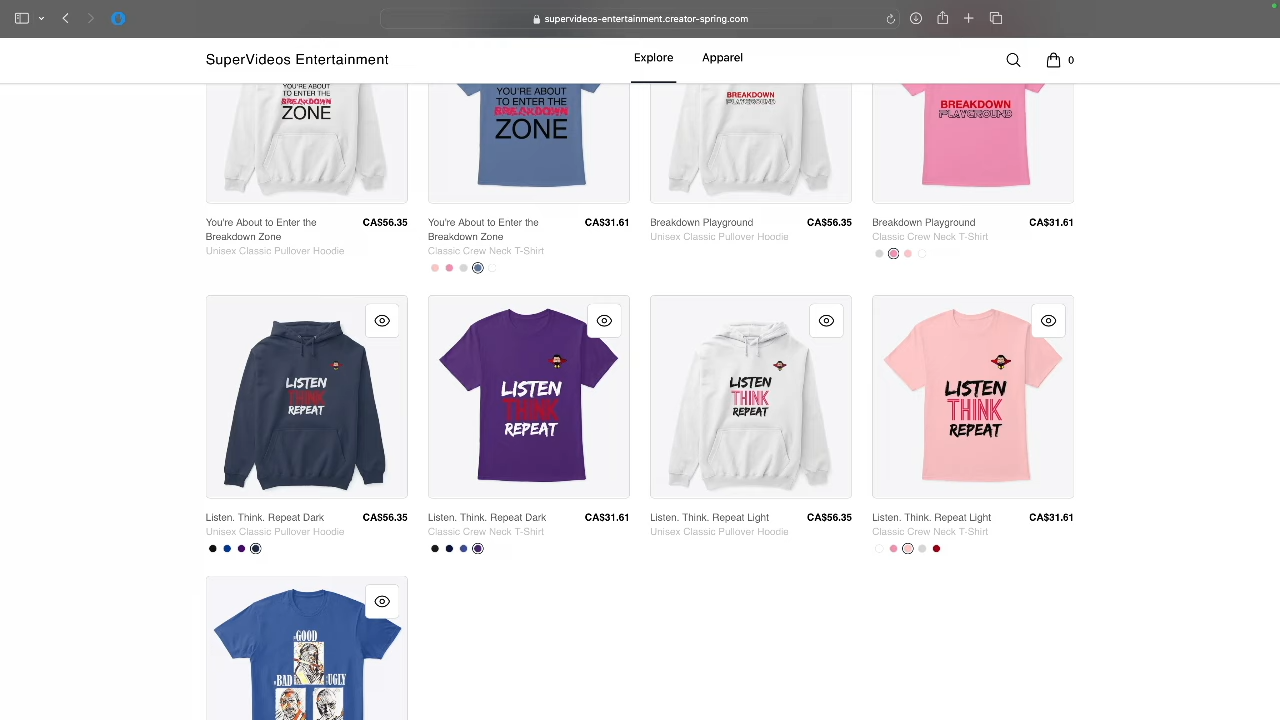 supervideos-entertainment.creator-spring.com
SuperVideos Entertainment
Explore
Apparel
0
YOU'RE ABOUT
TO ENTER THE
BREAKDOWN
ZONE
YOU'RE ABOUT
TO ENTER THE
BREAKDOWN
ZONE
BREAKDOWN
PLAYGROUND
BREAKDOWN
PLAYGROUND
You're About to Enter the
Breakdown Zone
CA$56.35
Unisex Classic Pullover Hoodie
You're About to Enter the
Breakdown Zone
CA$31.61
Classic Crew Neck T-Shirt
Breakdown Playground
CA$56.35
Unisex Classic Pullover Hoodie
Breakdown Playground
CA$31.61
Classic Crew Neck T-Shirt
LISTEN
THINK
REPEAT
LISTEN
THINK
REPEAT
LISTEN
THINK
REPEAT
LISTEN
THINK
REPEAT
Listen. Think. Repeat Dark
CA$56.35
Unisex Classic Pullover Hoodie
Listen. Think. Repeat Dark
CA$31.61
Classic Crew Neck T-Shirt
Listen. Think. Repeat Light
CA$56.35
Unisex Classic Pullover Hoodie
Listen. Think. Repeat Light
CA$31.61
Classic Crew Neck T-Shirt
GOOD
BAD
UGLY